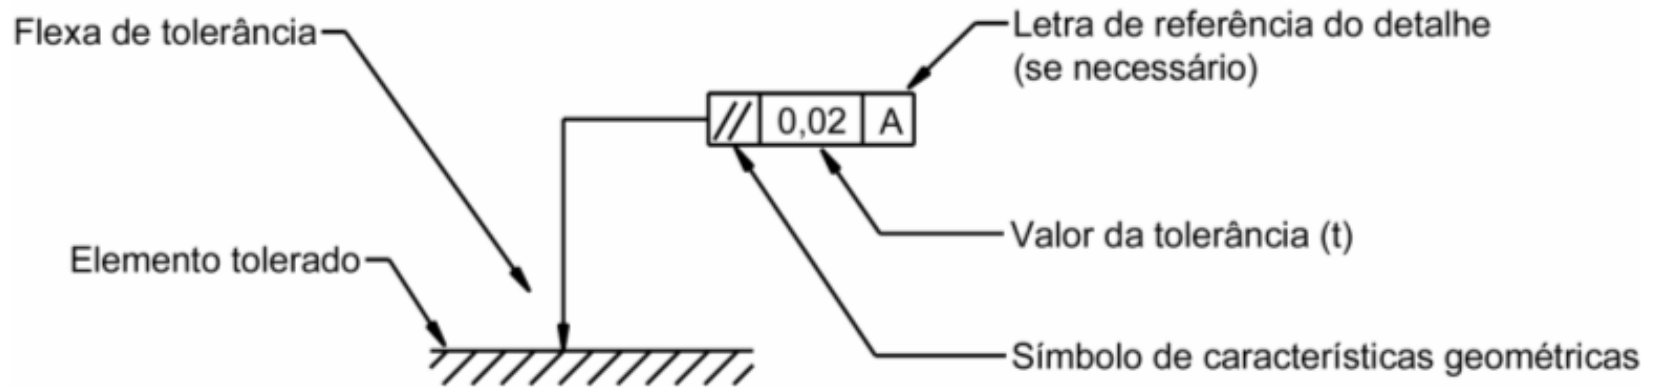 Flexa de tolerância
Letra de referência do detalhe
(se necessário)
// 0,02 A
Valor da tolerância (t)
Elemento tolerado
Símbolo de características geométricas